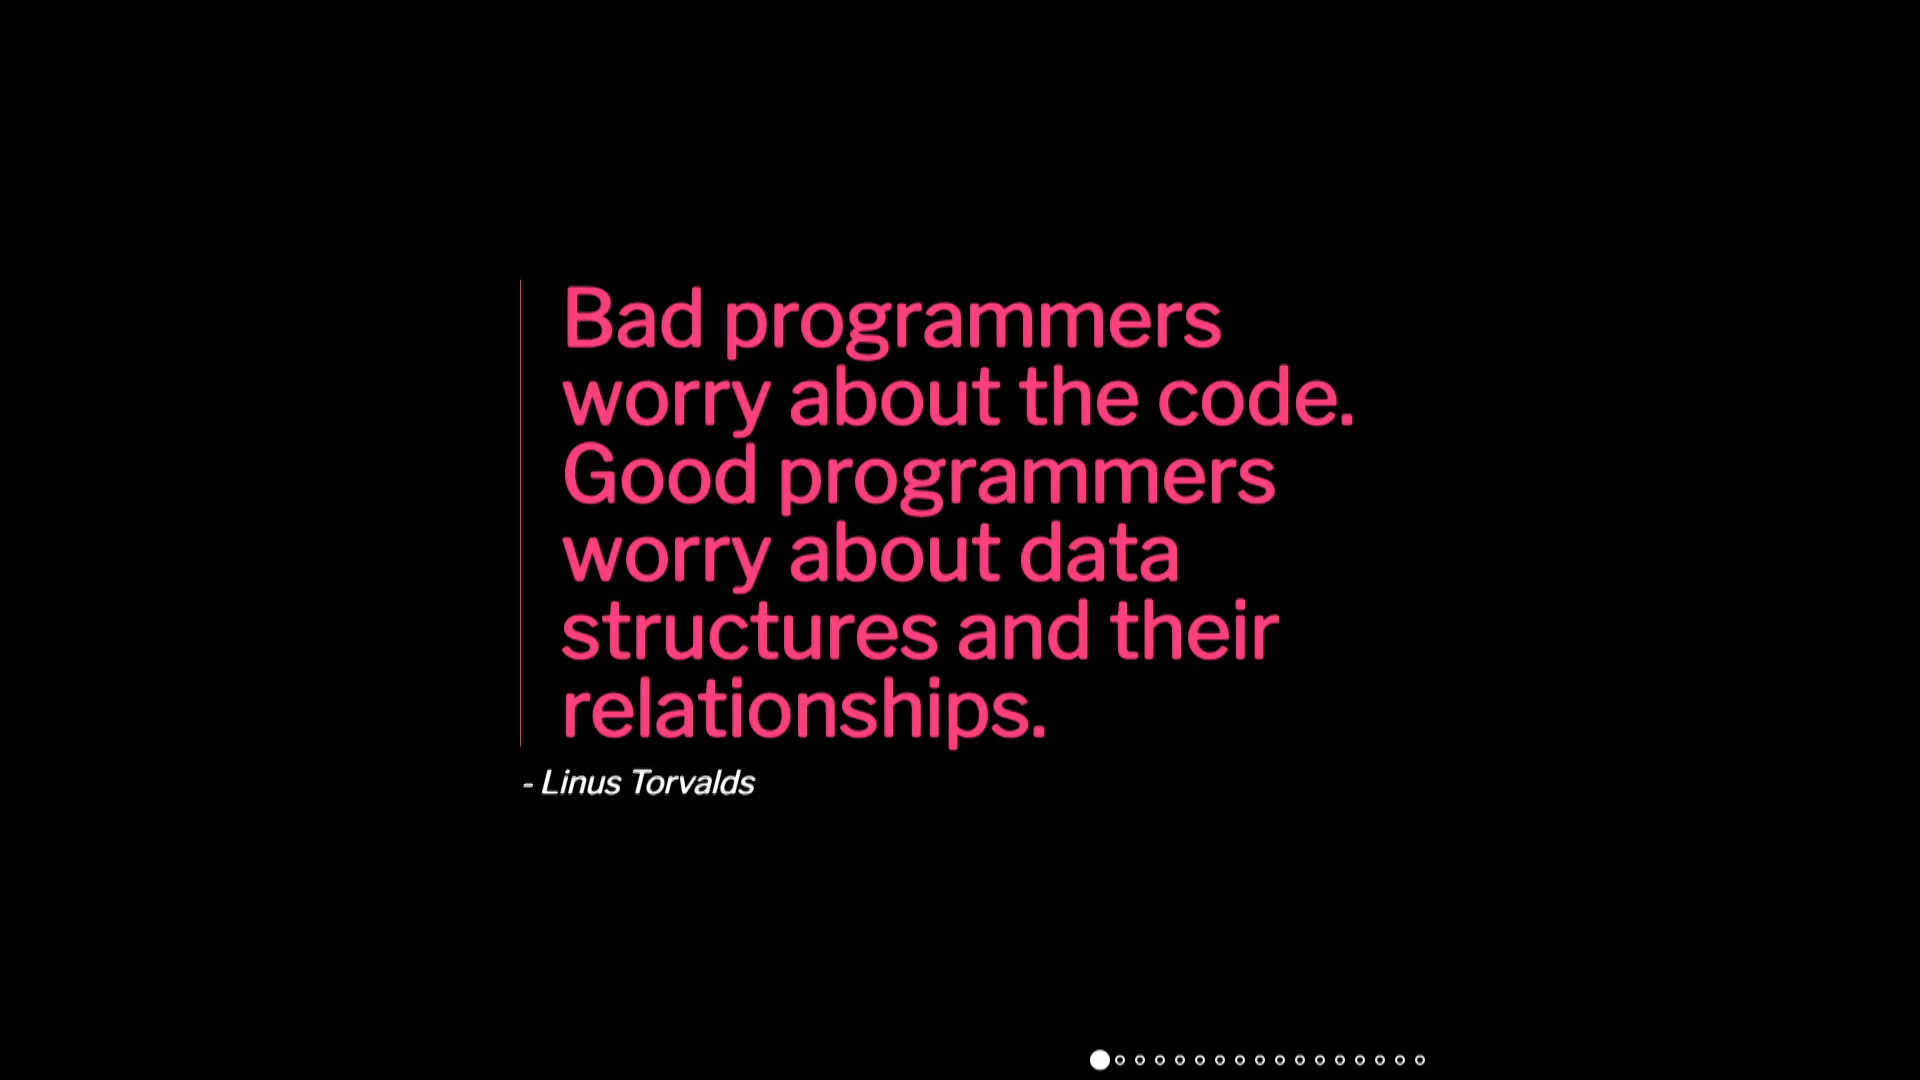 Bad programmers
worry about the code.
Good programmers
worry about data
structures and their
relationships.
- Linus Torvalds